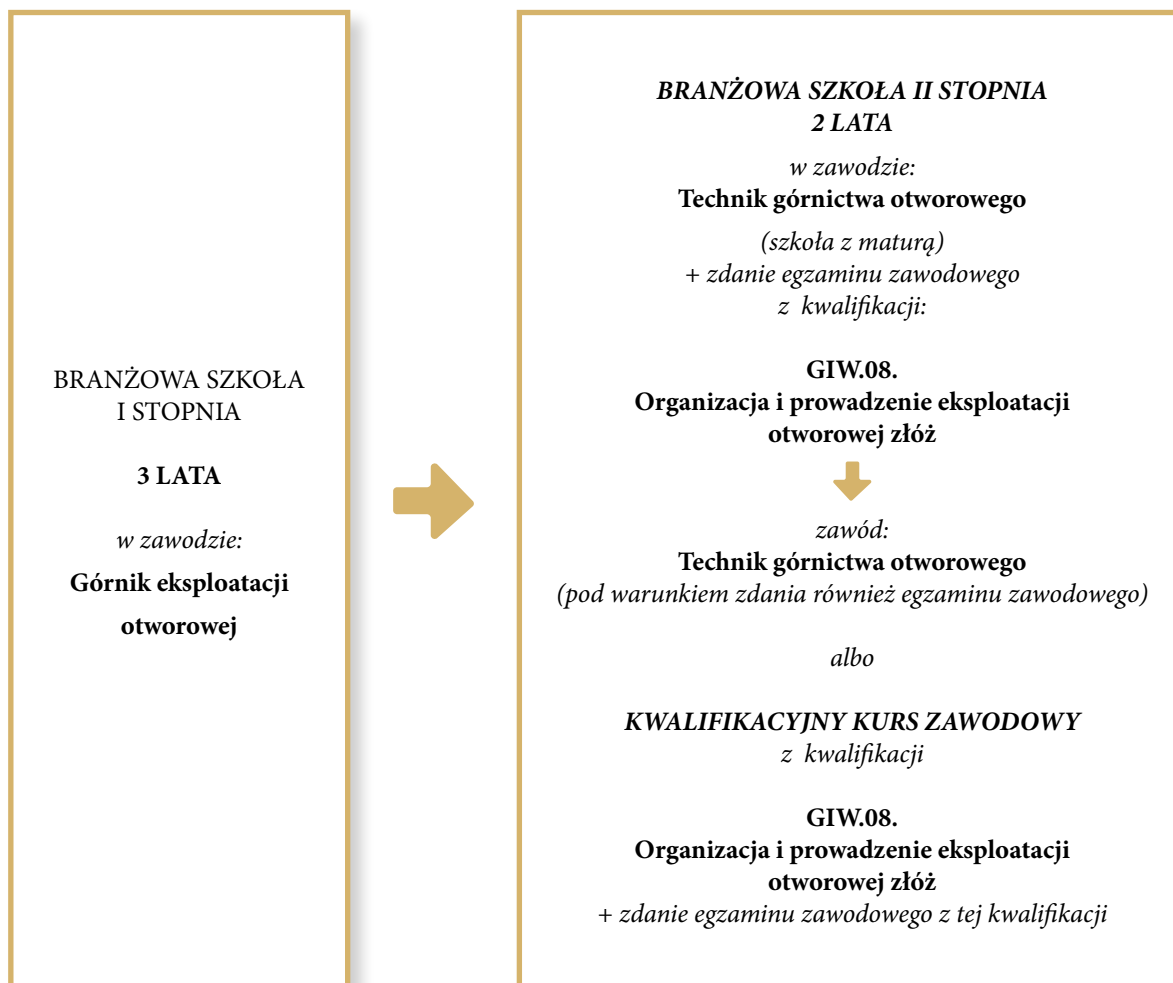 BRANŻOWA SZKOŁA
I STOPNIA
3 LATA
w zawodzie:
Górnik eksploatacji
otworowej
BRANŻOWA SZKOŁA II STOPNIA
2 LATA
w zawodzie:
Technik górnictwa otworowego
(szkoła z maturą)
+ zdanie egzaminu zawodowego
z kwalifikacji:
GIW.08.
Organizacja i prowadzenie eksploatacji
otworowej złóż
zawód:
Technik górnictwa otworowego
(pod warunkiem zdania również egzaminu zawodowego)
albo
KWALIFIKACYJNY KURS ZAWODOWY
z kwalifikacji
GIW.08.
Organizacja i prowadzenie eksploatacji
otworowej złóż
+ zdanie egzaminu zawodowego z tej kwalifikacji